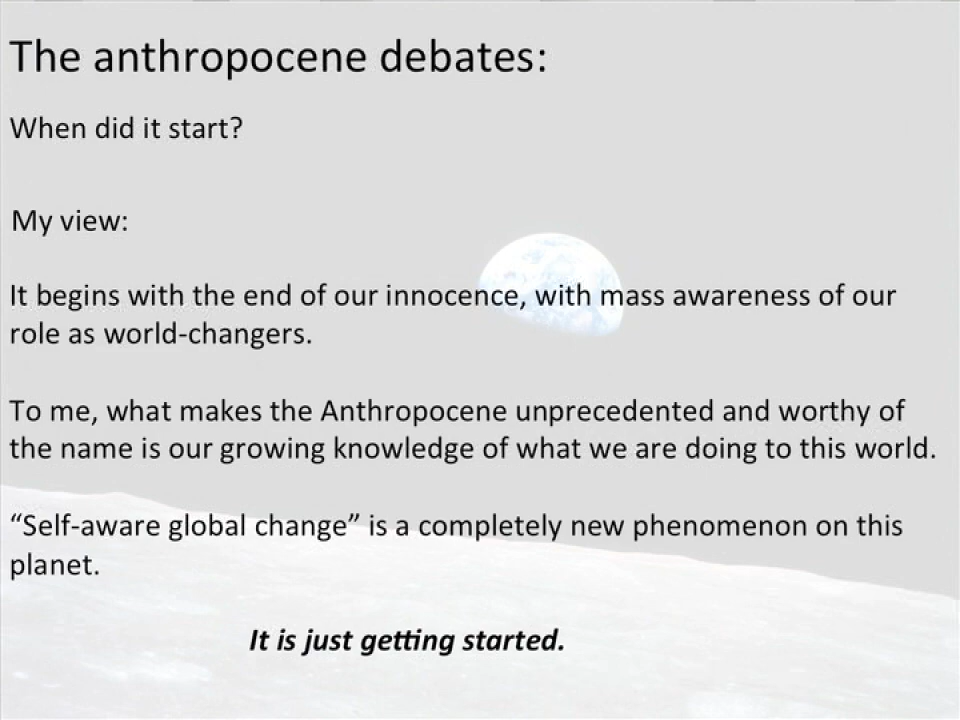 The anthropocene debates:
When did it start?
My view:
It begins with the end of our innocence, with mass awareness of our
role as world-changers.
To me, what makes the Anthropocene unprecedented and worthy of
the name is our growing knowledge of what we are doing to this world.
“Self-aware global change” is a completely new phenomenon on this
planet.
It is just getting started.